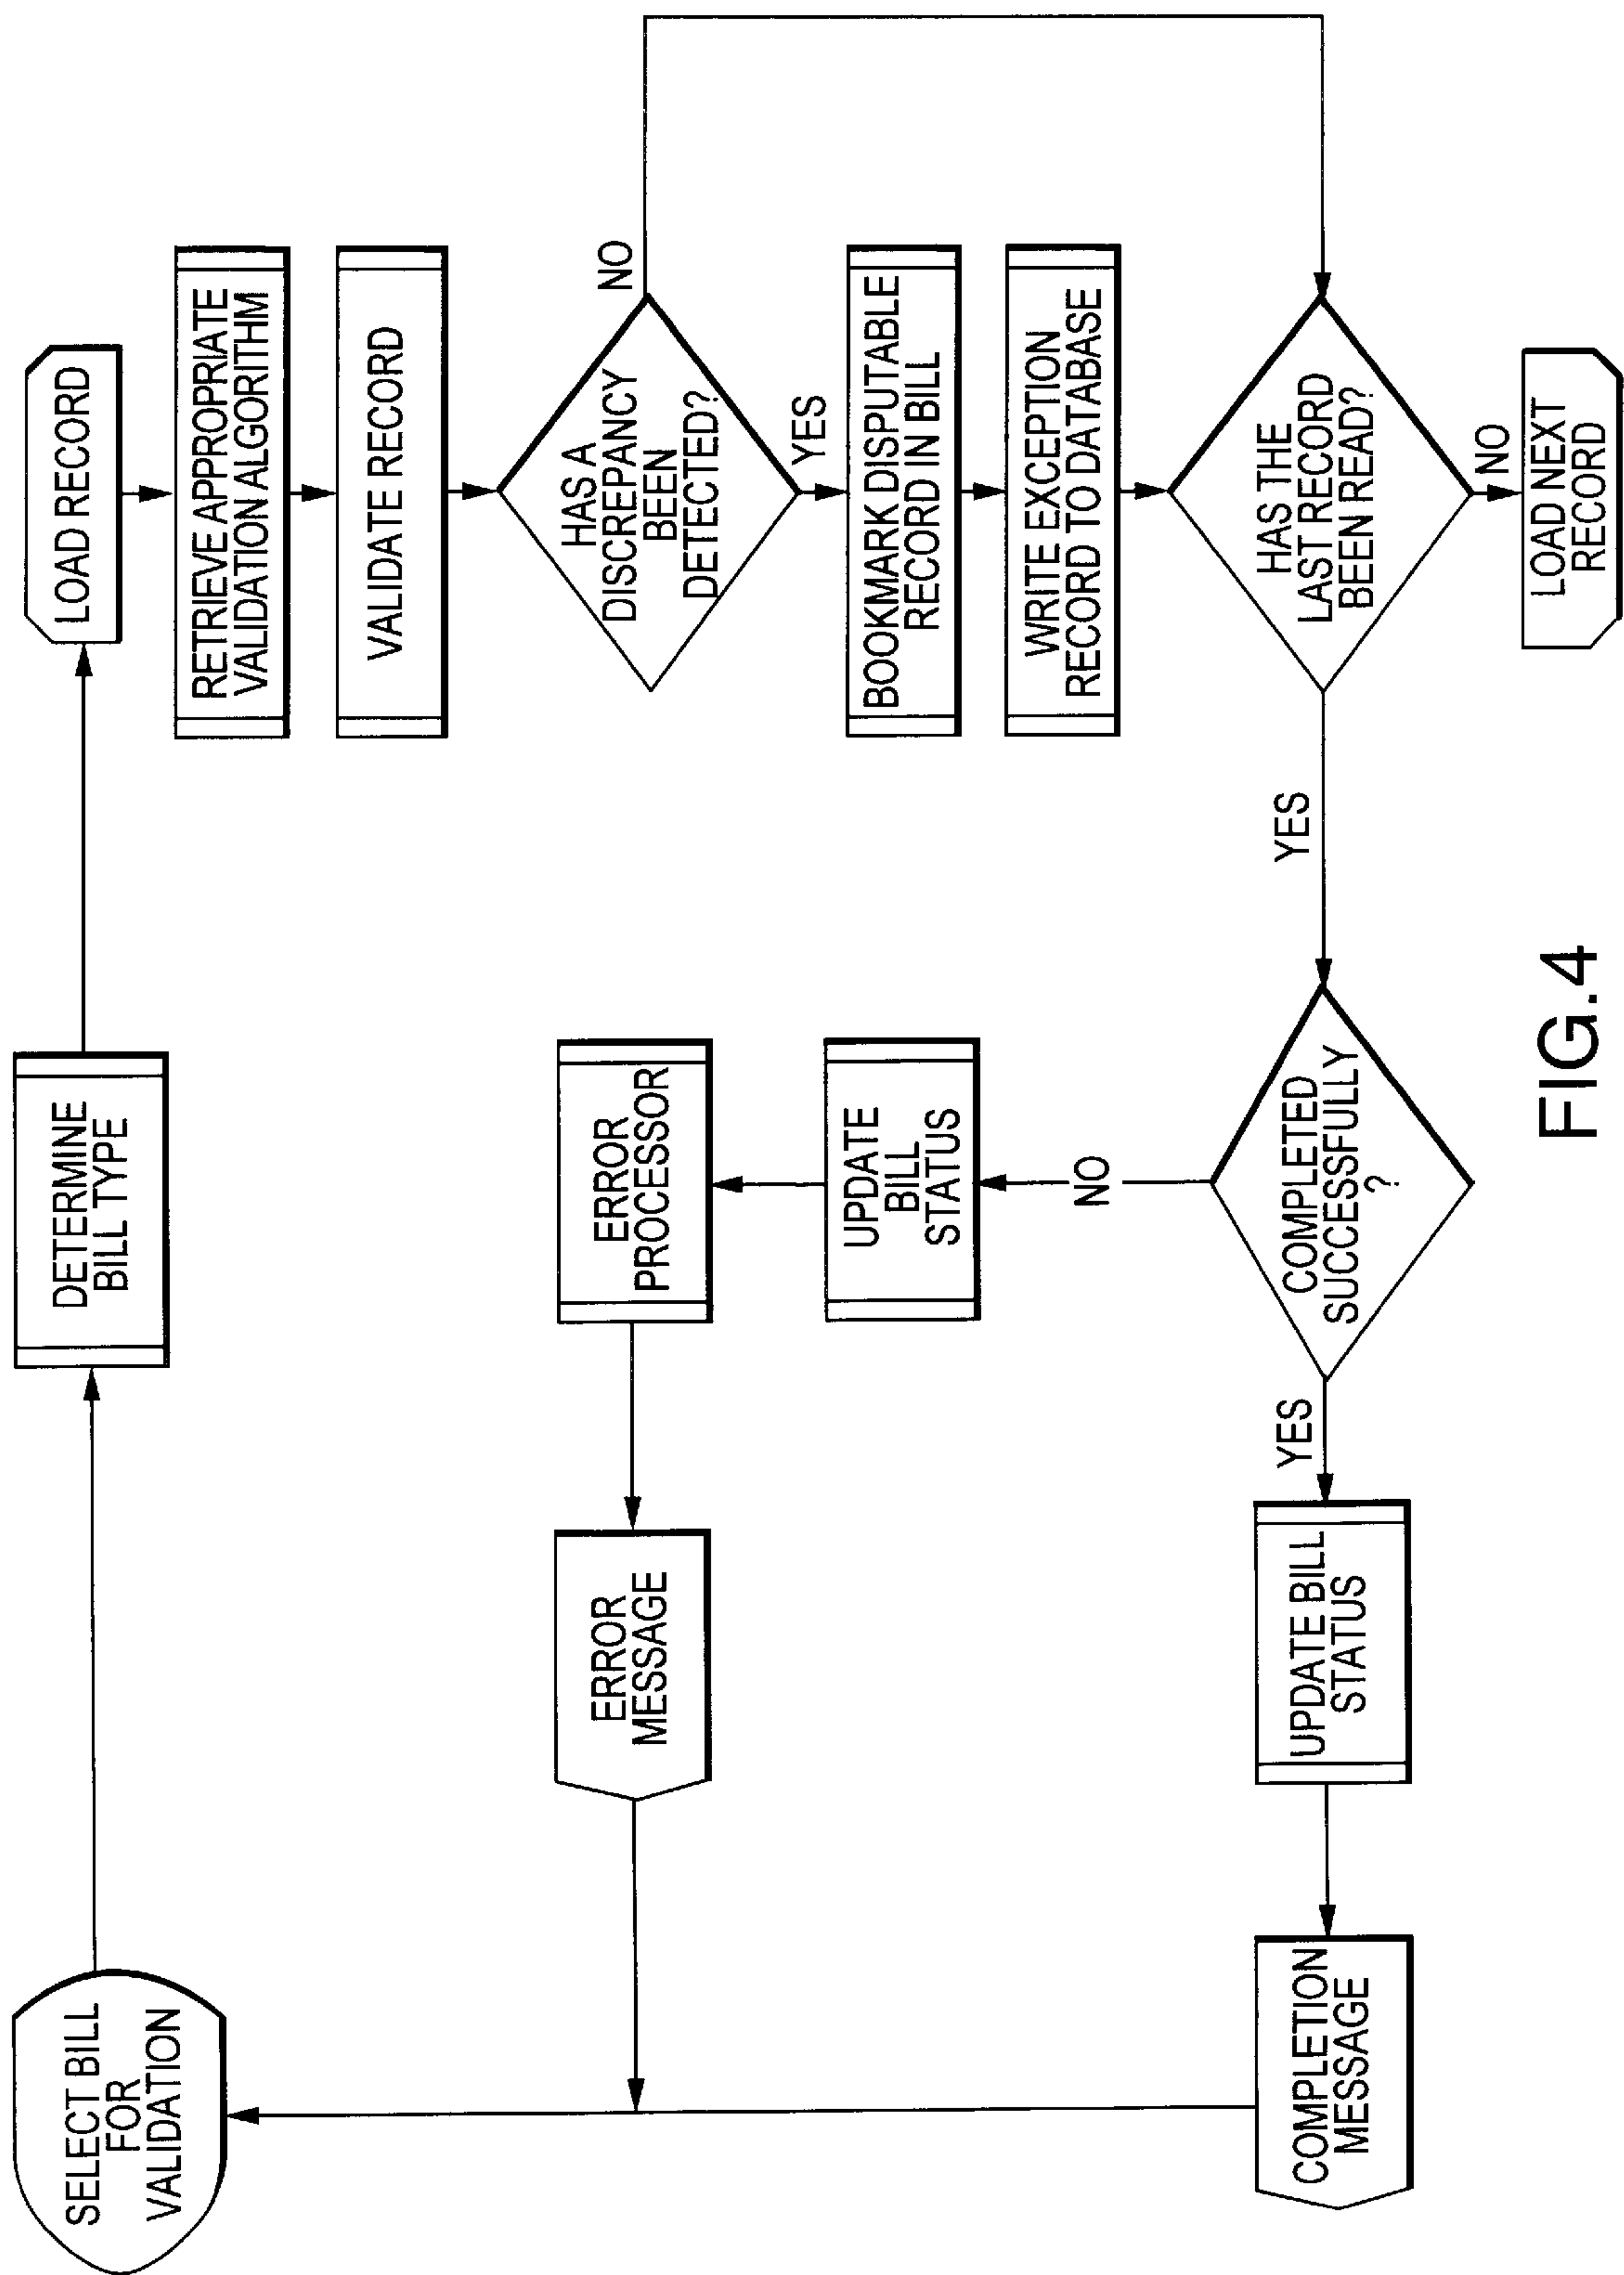 SELECT BILL
FOR
VALIDATION
DETERMINE
BILL TYPE
LOAD RECORD
RETRIEVE APPROPRIATE
VALIDATION ALGORITHM
VALIDATE RECORD
HAS A
DISCREPANCY
BEEN
DETECTED?
NO
YES
BOOKMARK DISPUTABLE
RECORD IN BILL
WRITE EXCEPTION
RECORD TO DATABASE
HAS THE
LAST RECORD
BEEN READ?
NO
LOAD NEXT
RECORD
YES
COMPLETED
SUCCESSFULLY
?
NO
UPDATE
BILL
STATUS
ERROR
PROCESSOR
ERROR
MESSAGE
YES
UPDATE BILL
STATUS
COMPLETION
MESSAGE
FIG.4